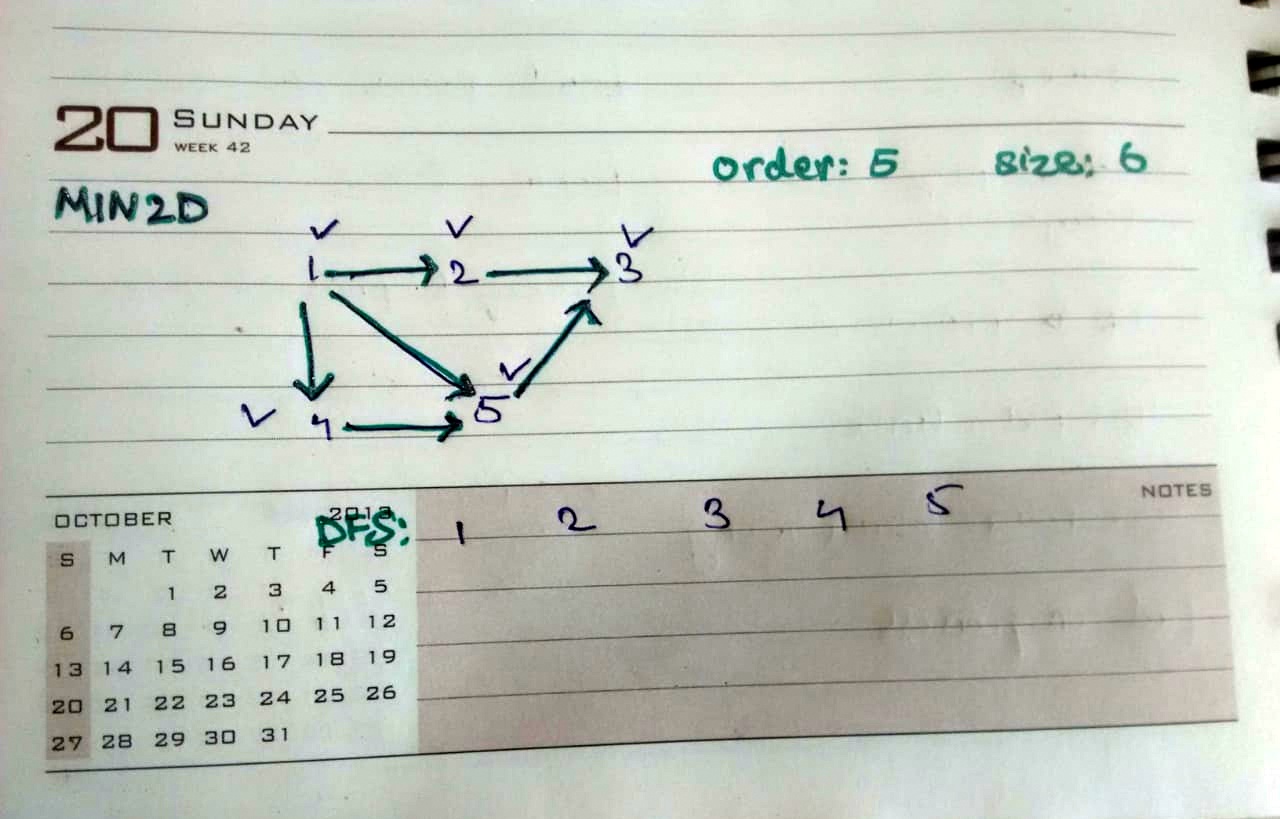 20 SUNDAY
WEEK 42
order: 5 size: 6
MIN2D
1 2 3
4 5
NOTES
OCTOBER 2013
DFS: 1 2 3 4 5
S M T W T F S
1 2 3 4 5
6 7 8 9 10 11 12
13 14 15 16 17 18 19
20 21 22 23 24 25 26
27 28 29 30 31